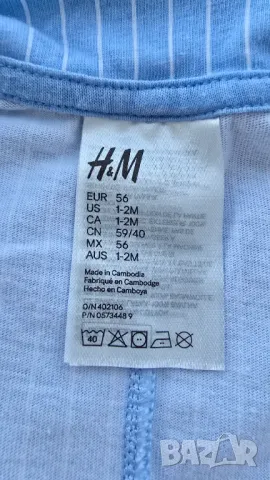 H&M
EUR 56
US 1-2M
CA 1-2M
CN 59/40
MX 56
AUS 1-2M
Made in Cambodia
Fabriqué en Cambodge
Hecho en Camboya
O/N 402106
P/N 0573448 9
40
BAZAR